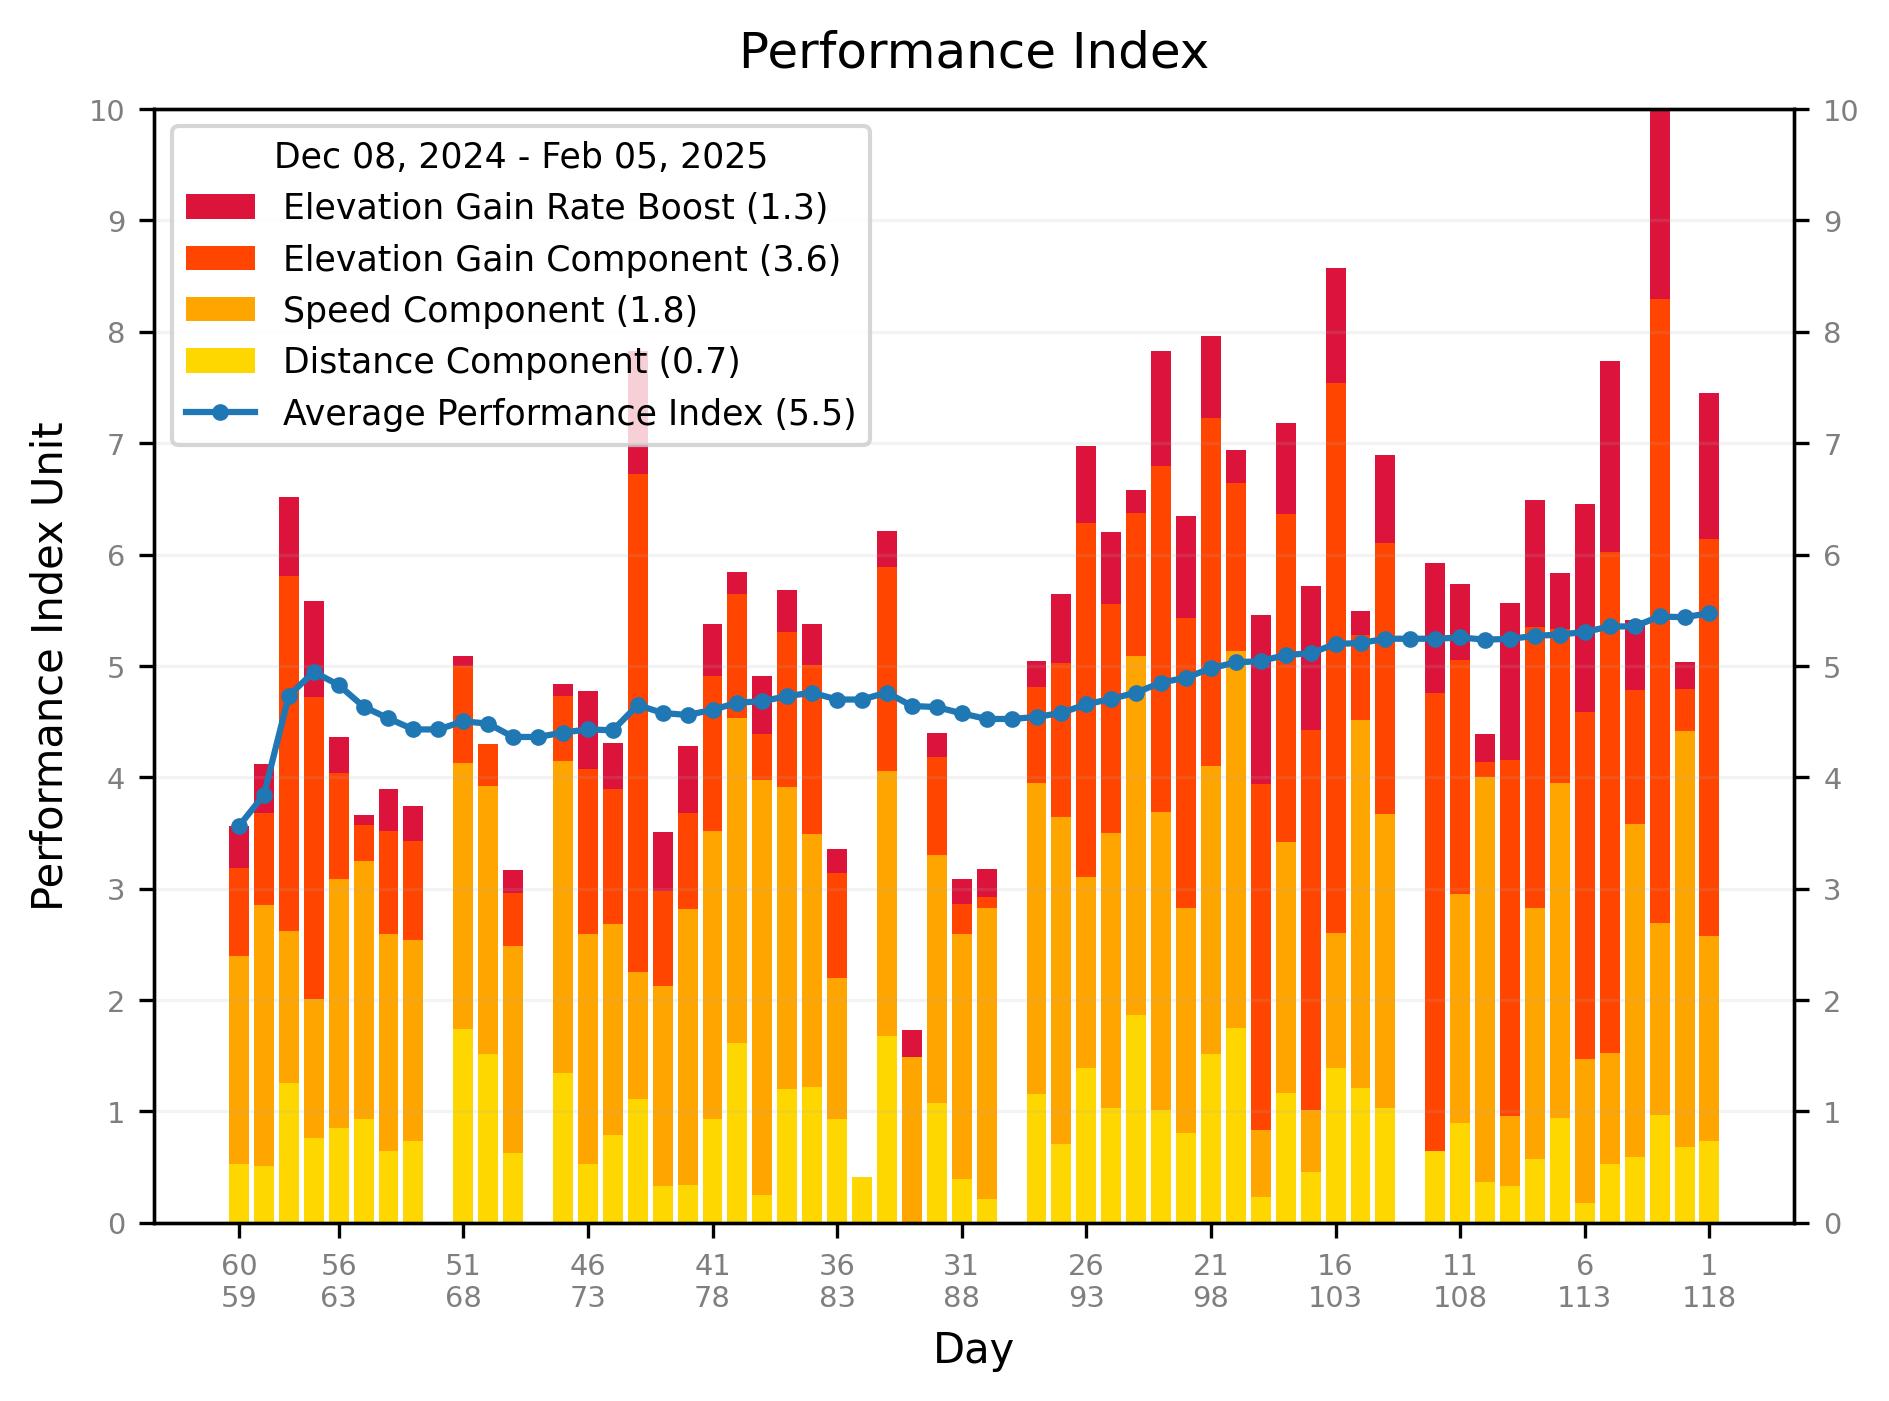 Performance Index
Dec 08, 2024 - Feb 05, 2025
Elevation Gain Rate Boost (1.3)
Elevation Gain Component (3.6)
Speed Component (1.8)
Distance Component (0.7)
Average Performance Index (5.5)
Performance Index Unit
10
9
8
7
6
5
4
3
2
1
0
10
9
8
7
6
5
4
3
2
1
0
60 56 51 46 41 36 31 26 21 16 11 6 1
59 63 68 73 78 83 88 93 98 103 108 113 118
Day